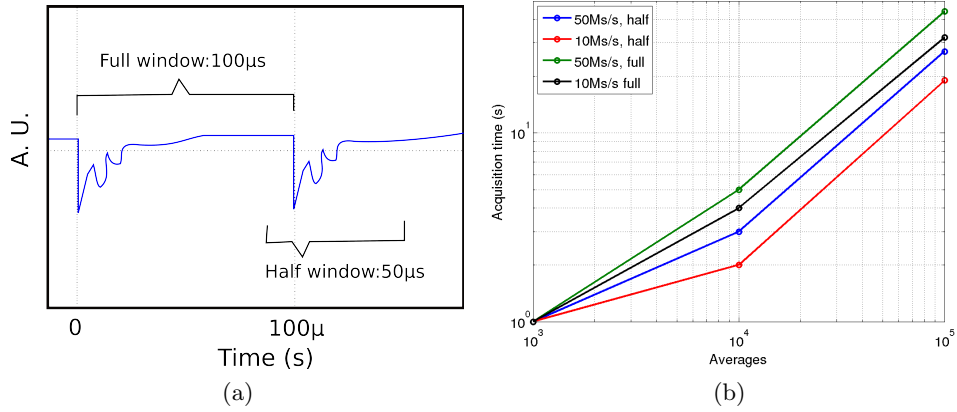 Full window:100µs
A. U.
Half window:50µs
0
100µ
Time (s)
(a)
50Ms/s, half
10Ms/s, half
50Ms/s, full
10Ms/s full
Acquisition time (s)
10¹
10⁰
10³
10⁴
10⁵
Averages
(b)